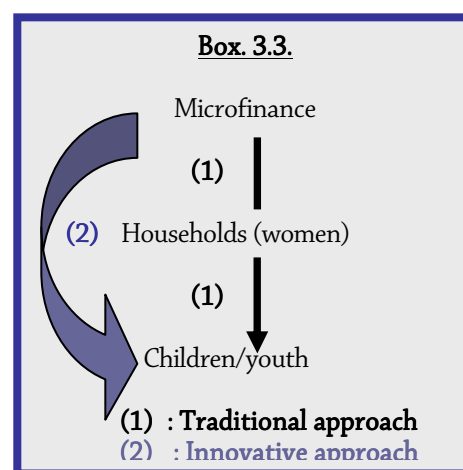 Box. 3.3.
Microfinance
(1)
(2) Households (women)
(1)
Children/youth
(1) : Traditional approach
(2) : Innovative approach